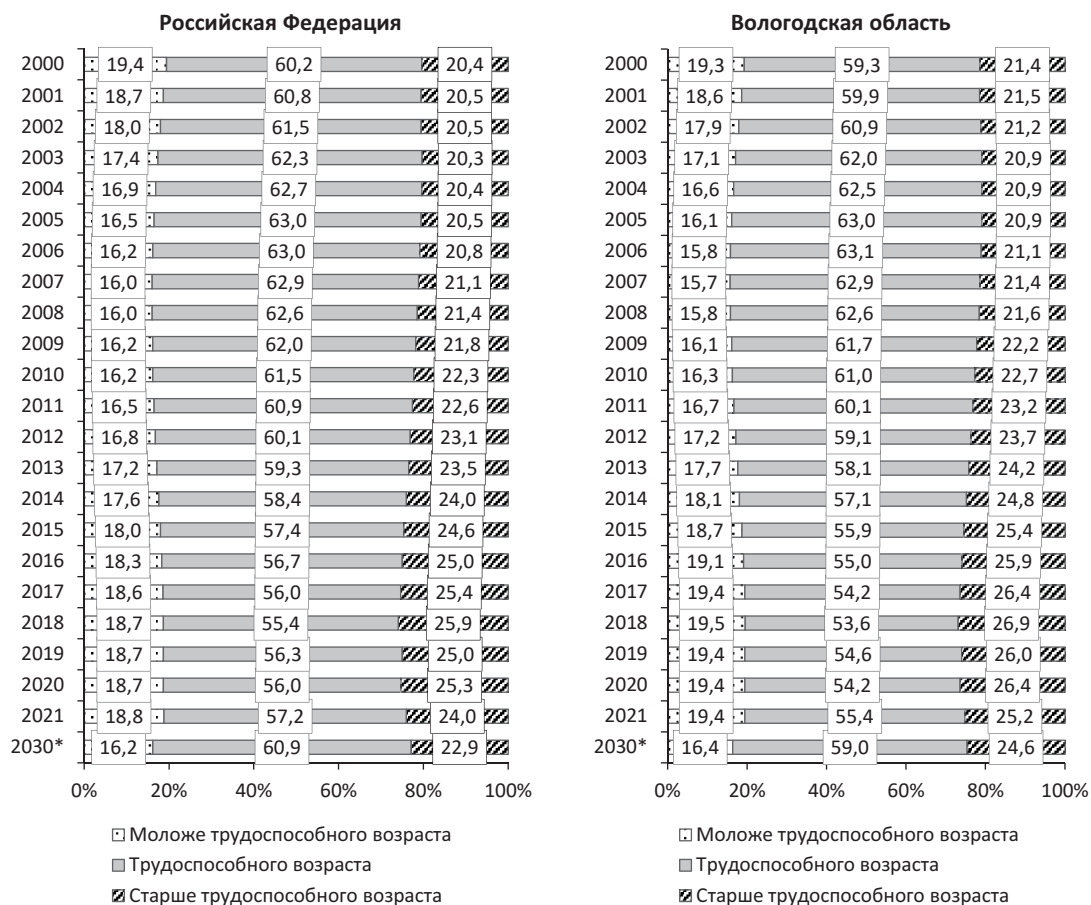 Российская Федерация
2000 19,4 60,2 20,4
2001 18,7 60,8 20,5
2002 18,0 61,5 20,5
2003 17,4 62,3 20,3
2004 16,9 62,7 20,4
2005 16,5 63,0 20,5
2006 16,2 63,0 20,8
2007 16,0 62,9 21,1
2008 16,0 62,6 21,4
2009 16,2 62,0 21,8
2010 16,2 61,5 22,3
2011 16,5 60,9 22,6
2012 16,8 60,1 23,1
2013 17,2 59,3 23,5
2014 17,6 58,4 24,0
2015 18,0 57,4 24,6
2016 18,3 56,7 25,0
2017 18,6 56,0 25,4
2018 18,7 55,4 25,9
2019 18,7 56,3 25,0
2020 18,7 56,0 25,3
2021 18,8 57,2 24,0
2030* 16,2 60,9 22,9
0% 20% 40% 60% 80% 100%
Моложе трудоспособного возраста
Трудоспособного возраста
Старше трудоспособного возраста
Вологодская область
2000 19,3 59,3 21,4
2001 18,6 59,9 21,5
2002 17,9 60,9 21,2
2003 17,1 62,0 20,9
2004 16,6 62,5 20,9
2005 16,1 63,0 20,9
2006 15,8 63,1 21,1
2007 15,7 62,9 21,4
2008 15,8 62,6 21,6
2009 16,1 61,7 22,2
2010 16,3 61,0 22,7
2011 16,7 60,1 23,2
2012 17,2 59,1 23,7
2013 17,7 58,1 24,2
2014 18,1 57,1 24,8
2015 18,7 55,9 25,4
2016 19,1 55,0 25,9
2017 19,4 54,2 26,4
2018 19,5 53,6 26,9
2019 19,4 54,6 26,0
2020 19,4 54,2 26,4
2021 19,4 55,4 25,2
2030* 16,4 59,0 24,6
0% 20% 40% 60% 80% 100%
Моложе трудоспособного возраста
Трудоспособного возраста
Старше трудоспособного возраста